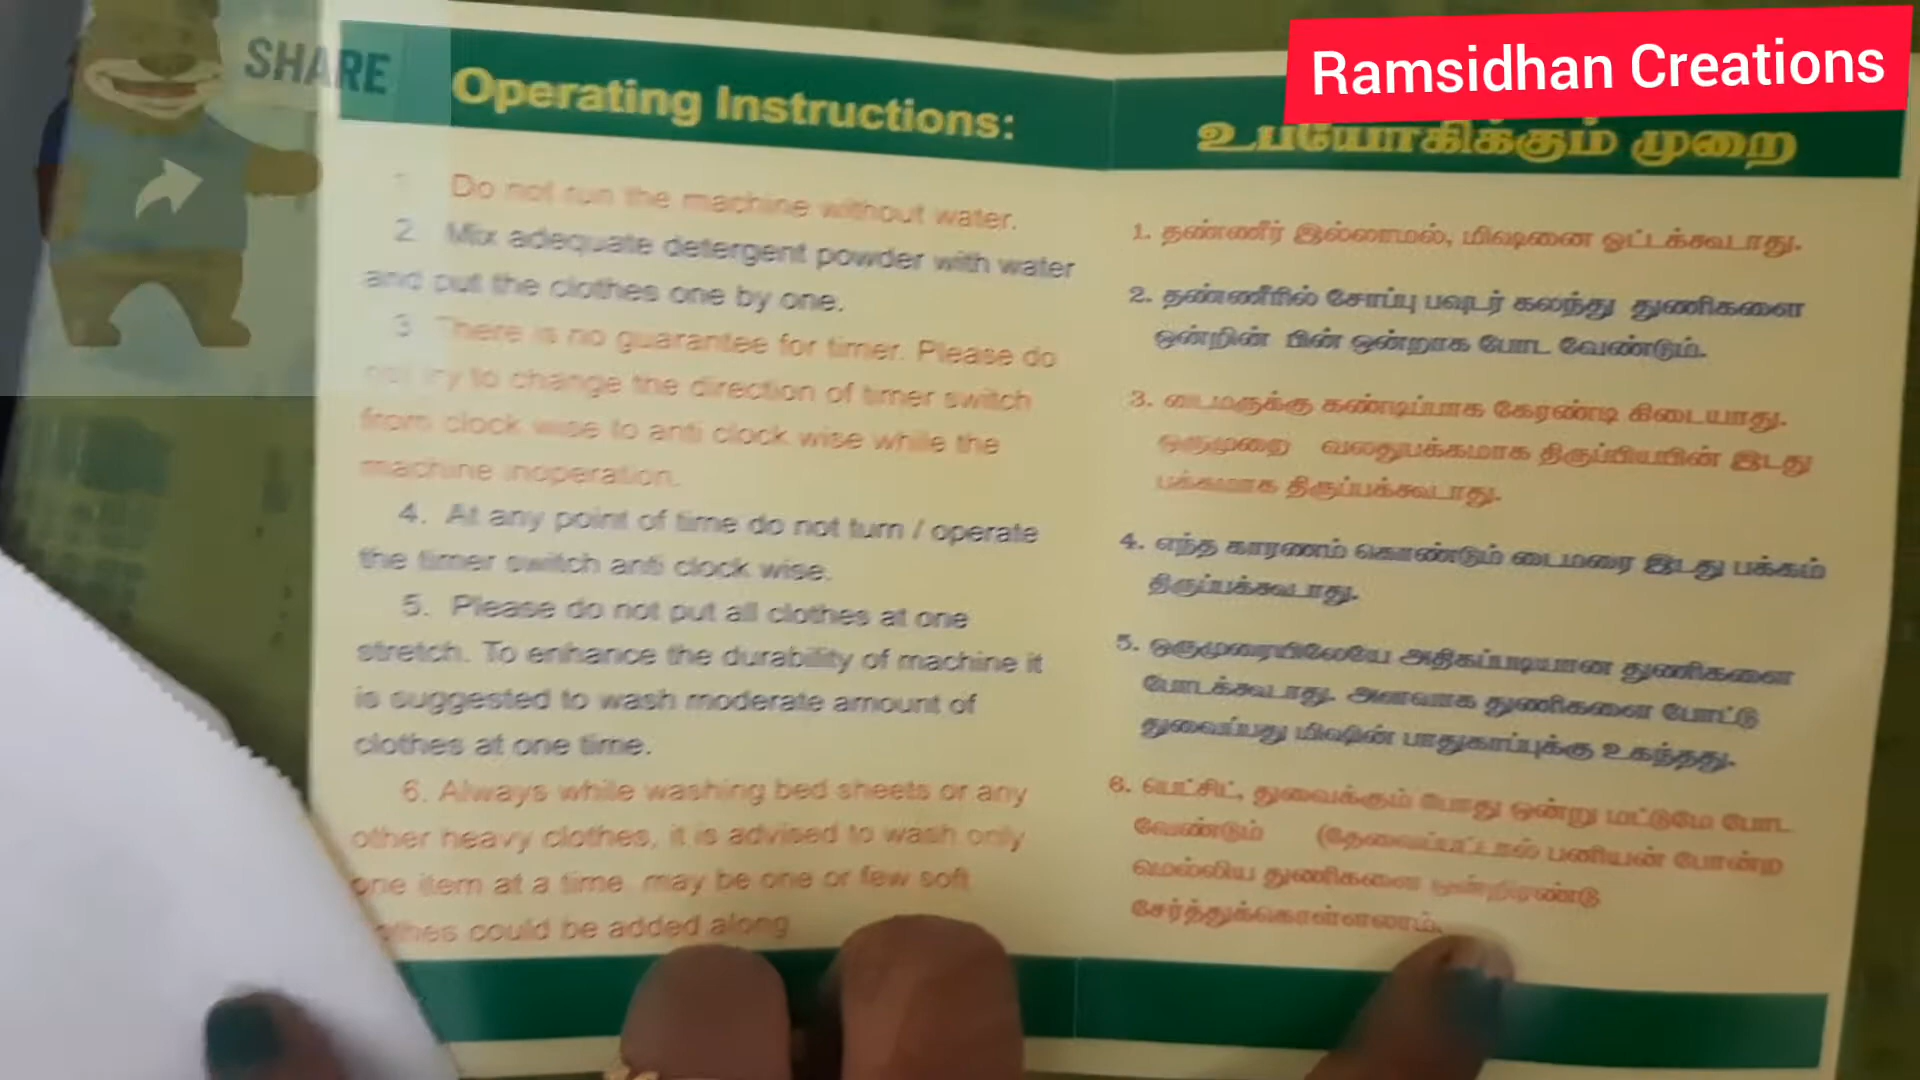 SHARE
Ramsidhan Creations
Operating Instructions:
1. Do not run the machine without water.
2. Mix adequate detergent powder with water
and put the clothes one by one.
3. There is no guarantee for timer. Please do
not try to change the direction of timer switch
from clock wise to anti clock wise while the
machine inoperation.
4. At any point of time do not turn / operate
the timer switch anti clock wise.
5. Please do not put all clothes at one
stretch. To enhance the durability of machine it
is suggested to wash moderate amount of
clothes at one time.
6. Always while washing bed sheets or any
other heavy clothes, it is advised to wash only
one item at a time may be one or few soft
clothes could be added along
உபயோகிக்கும் முறை
1. தண்ணீர் இல்லாமல், மிஷனை ஓட்டக்கூடாது.
2. தண்ணீரில் சோப்பு பவுடர் கலந்து துணிகளை
ஒன்றின் பின் ஒன்றாக போட வேண்டும்.
3. டைமருக்கு கண்டிப்பாக கேரண்டி கிடையாது.
ஒருமுறை வலதுபக்கமாக திருப்பியபின் இடது
பக்கமாக திருப்பக்கூடாது.
4. எந்த காரணம் கொண்டும் டைமரை இடது பக்கம்
திருப்பக்கூடாது.
5. ஒருமுரையிலேயே அதிகப்படியான துணிகளை
போடக்கூடாது. அளவாக துணிகளை போட்டு
துவைப்பது மிஷின் பாதுகாப்புக்கு உகந்தது.
6. பெட்சிட், துவைக்கும் போது ஒன்று மட்டுமே போட
வேண்டும் (தேவைப்பட்டால் பனியன் போன்ற
மெல்லிய துணிகளை ஒன்றிரண்டு
சேர்த்துக்கொள்ளலாம்.